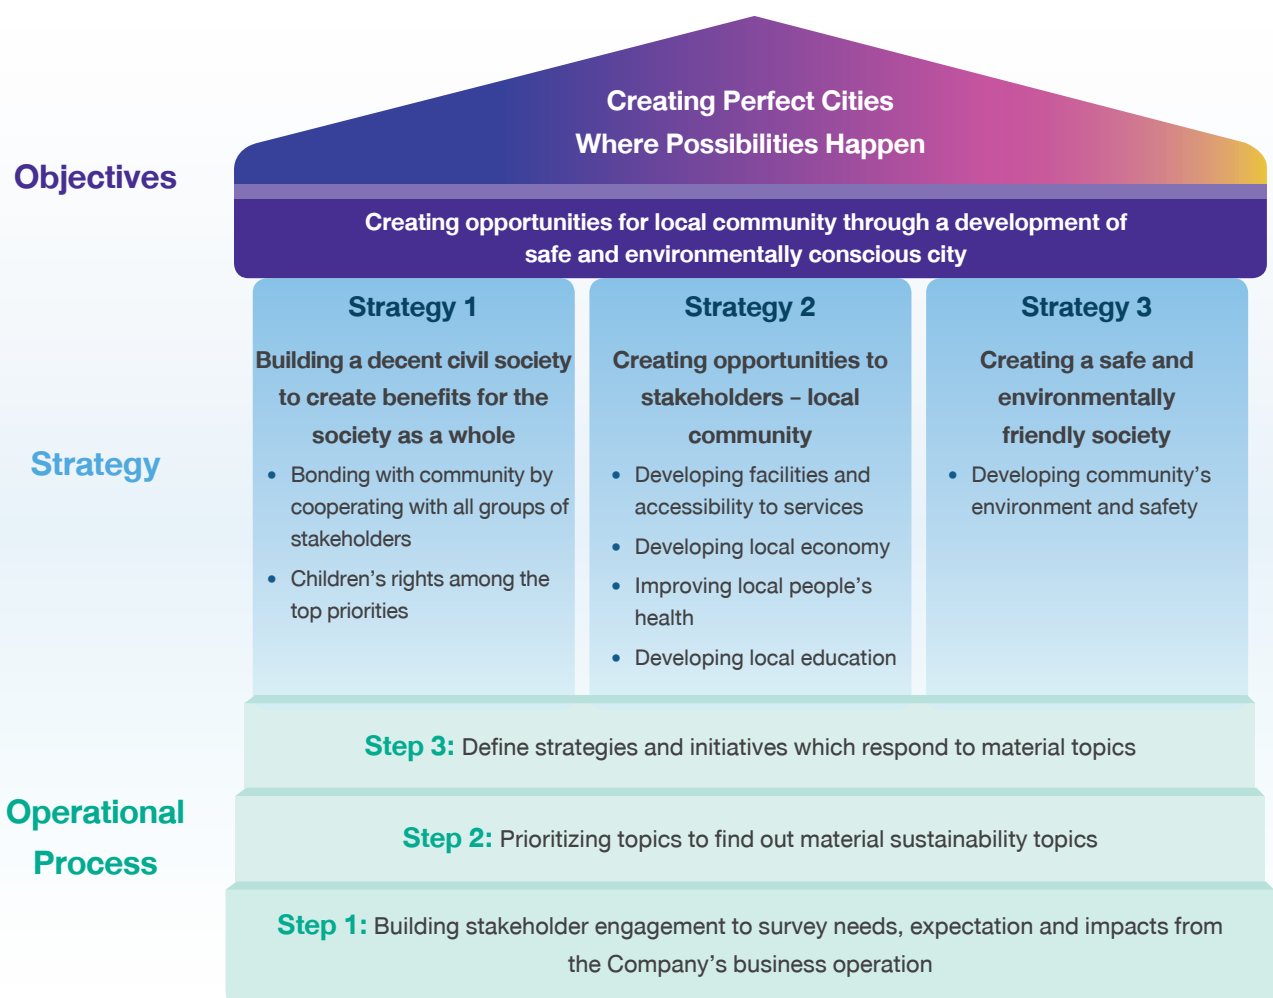 Creating Perfect Cities
Where Possibilities Happen
Objectives
Creating opportunities for local community through a development of
safe and environmentally conscious city
Strategy
Strategy 1
Building a decent civil society
to create benefits for the
society as a whole
• Bonding with community by
cooperating with all groups of
stakeholders
• Children's rights among the
top priorities
Strategy 2
Creating opportunities to
stakeholders – local
community
• Developing facilities and
accessibility to services
• Developing local economy
• Improving local people's
health
• Developing local education
Strategy 3
Creating a safe and
environmentally
friendly society
• Developing community's
environment and safety
Operational
Process
Step 3: Define strategies and initiatives which respond to material topics
Step 2: Prioritizing topics to find out material sustainability topics
Step 1: Building stakeholder engagement to survey needs, expectation and impacts from
the Company's business operation